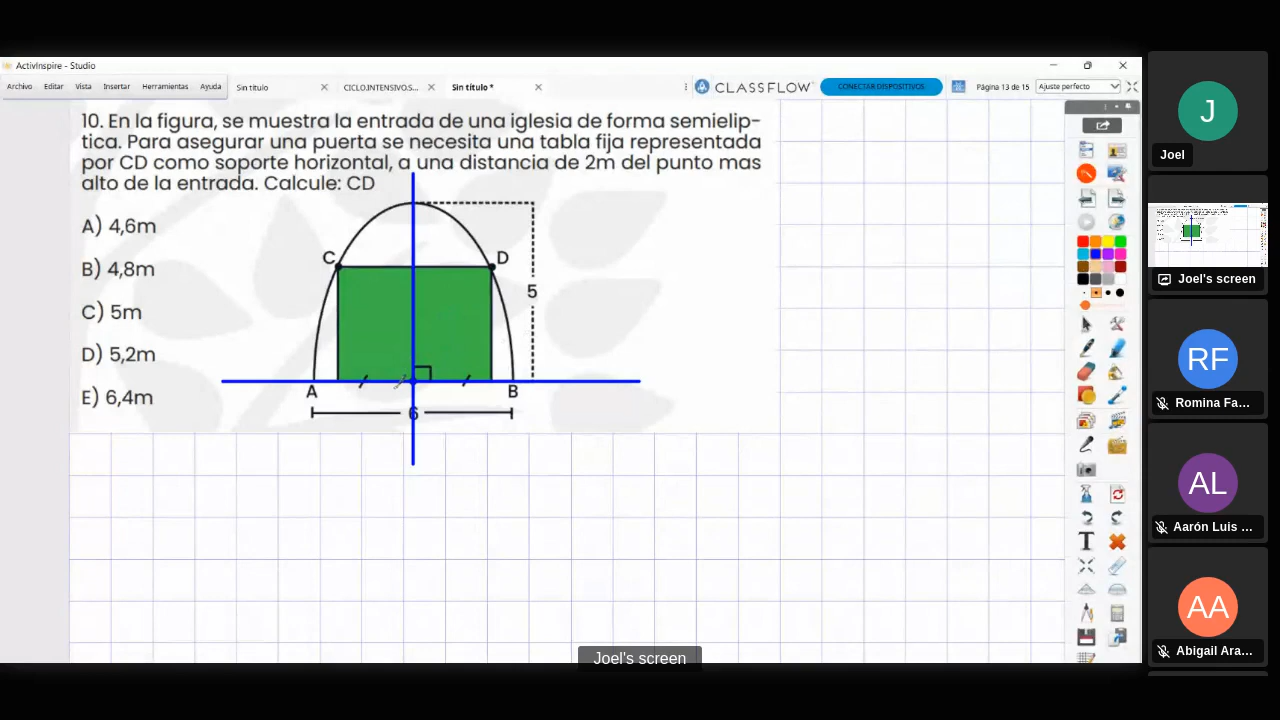 ActivInspire - Studio
Archivo Editar Vista Insertar Herramientas Ayuda
Sin título
CICLO.INTENSIVO.S...
Sin título *
CLASSFLOW
CONECTAR DISPOSITIVOS
Página 13 de 15
Ajuste perfecto
10. En la figura, se muestra la entrada de una iglesia de forma semielip-
tica. Para asegurar una puerta se necesita una tabla fija representada
por CD como soporte horizontal, a una distancia de 2m del punto mas
alto de la entrada. Calcule: CD
A) 4,6m
B) 4,8m
C) 5m
D) 5,2m
E) 6,4m
C
D
5
A
B
6
T
Joel's screen
J
Joel
Joel's screen
RF
Romina Fa...
AL
Aarón Luis ...
AA
Abigail Ara...